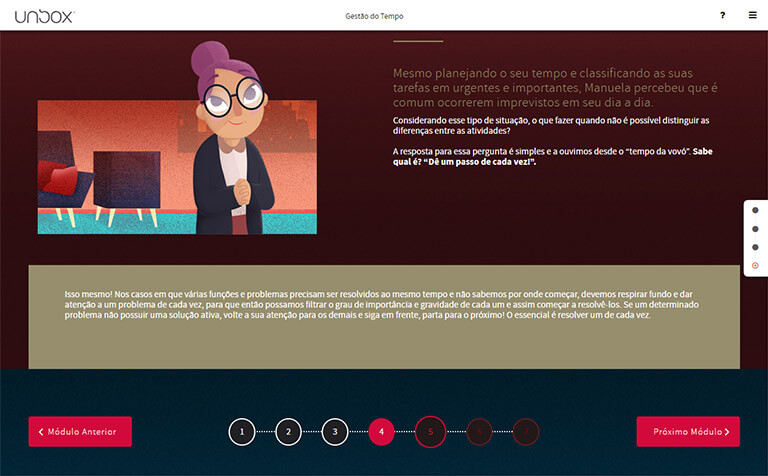 unbox
Gestão do Tempo
?
Mesmo planejando o seu tempo e classificando as suas
tarefas em urgentes e importantes, Manuela percebeu que é
comum ocorrerem imprevistos em seu dia a dia.
Considerando esse tipo de situação, o que fazer quando não é possível distinguir as
diferenças entre as atividades?
A resposta para essa pergunta é simples e a ouvimos desde o “tempo da vovó”. Sabe
qual é? “Dê um passo de cada vez!”.
Isso mesmo! Nos casos em que várias funções e problemas precisam ser resolvidos ao mesmo tempo e não sabemos por onde começar, devemos respirar fundo e dar
atenção a um problema de cada vez, para que então possamos filtrar o grau de importância e gravidade de cada um e assim começar a resolvê-los. Se um determinado
problema não possuir uma solução ativa, volte a sua atenção para os demais e siga em frente, parta para o próximo! O essencial é resolver um de cada vez.
Módulo Anterior
1 2 3 4 5 6 7
Próximo Módulo